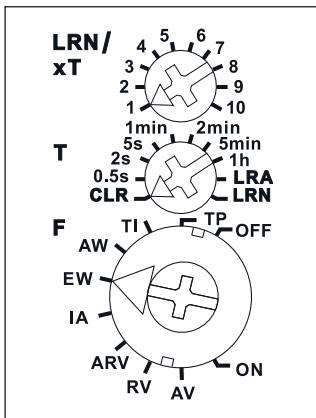 LRN/
xT
1
2
3
4
5
6
7
8
9
10
T
CLR
0.5s
2s
5s
1min
2min
5min
1h
LRA
LRN
F
TI
AW
EW
IA
ARV
RV
AV
TP
OFF
ON